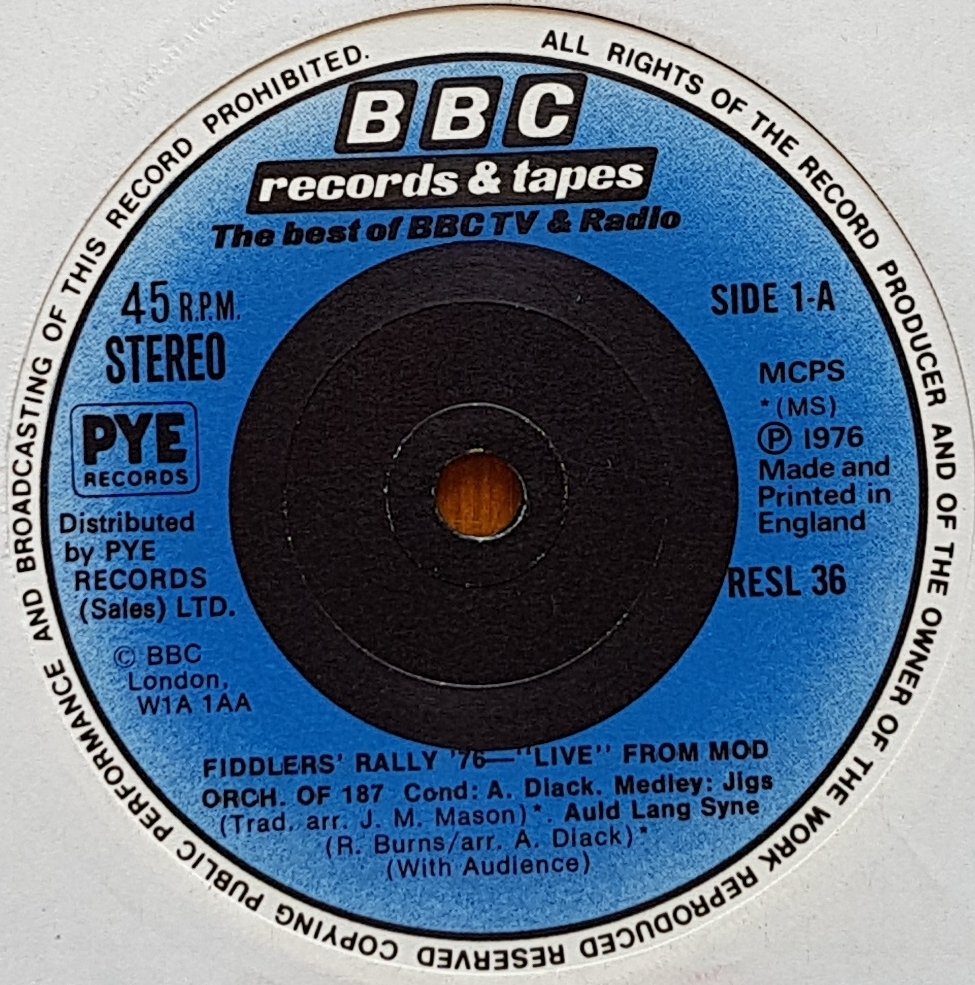 ALL RIGHTS OF THE RECORD PRODUCER AND OF THE OWNER OF THE WORK REPRODUCED RESERVED COPYING PUBLIC PERFORMANCE AND BROADCASTING OF THIS RECORD PROHIBITED.
BBC
records & tapes
The best of BBC TV & Radio
45 R.P.M.
STEREO
PYE
RECORDS
Distributed
by PYE
RECORDS
(Sales) LTD.
© BBC
London,
W1A 1AA
SIDE 1-A
MCPS
*(MS)
℗ 1976
Made and
Printed in
England
RESL 36
FIDDLERS' RALLY '76—"LIVE" FROM MOD
ORCH. OF 187 Cond: A. Diack. Medley: Jigs
(Trad. arr. J. M. Mason)*. Auld Lang Syne
(R. Burns/arr. A. Diack)*
(With Audience)